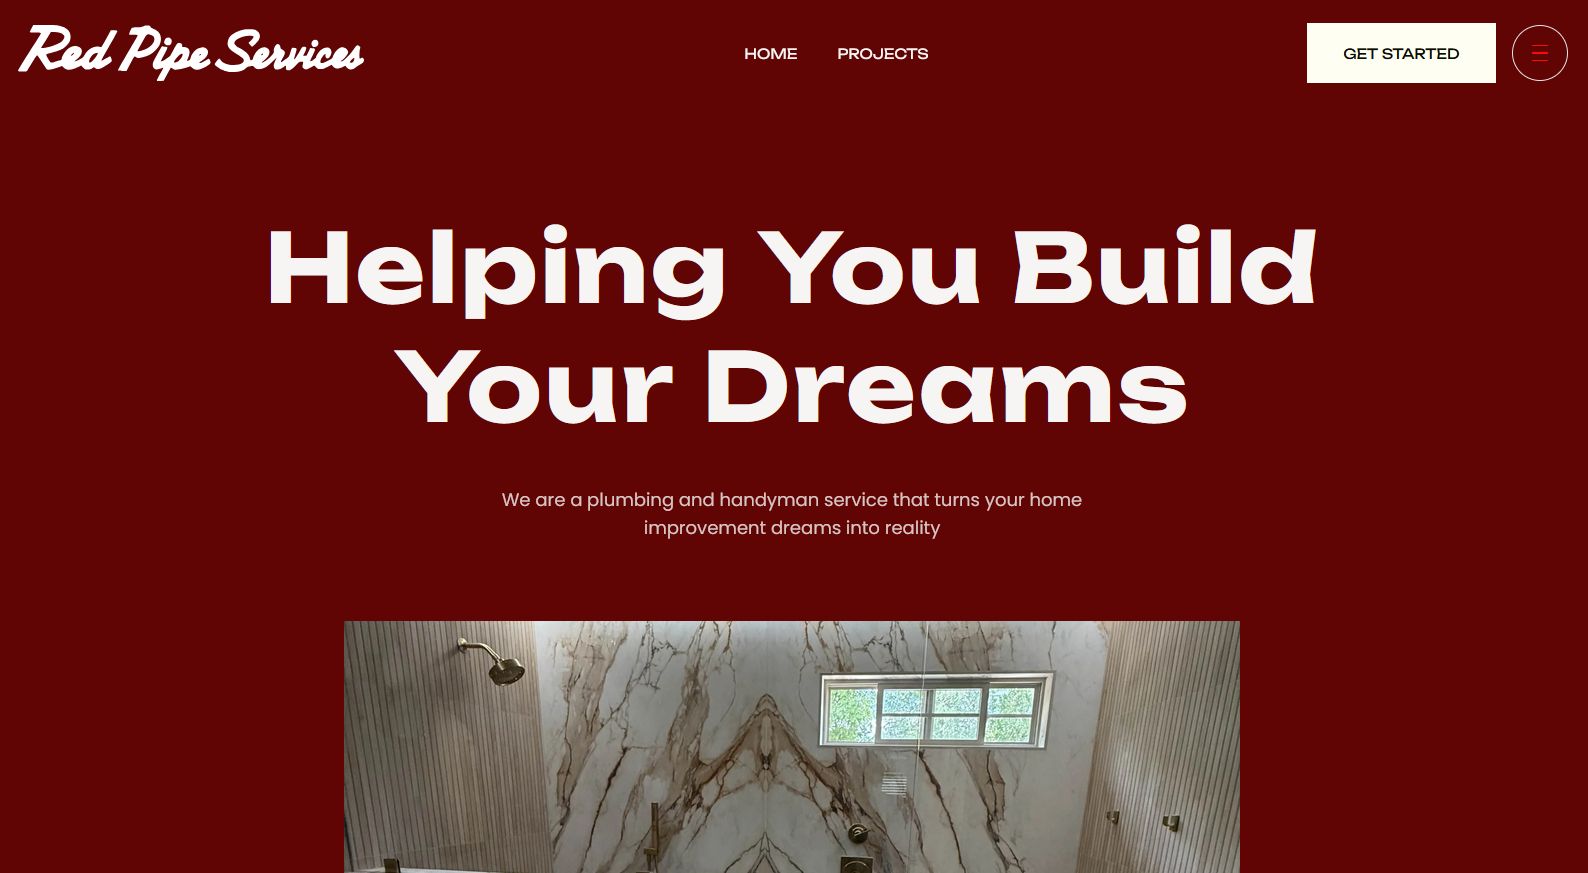 Red Pipe Services
HOME
PROJECTS
GET STARTED
Helping You Build
Your Dreams
We are a plumbing and handyman service that turns your home
improvement dreams into reality